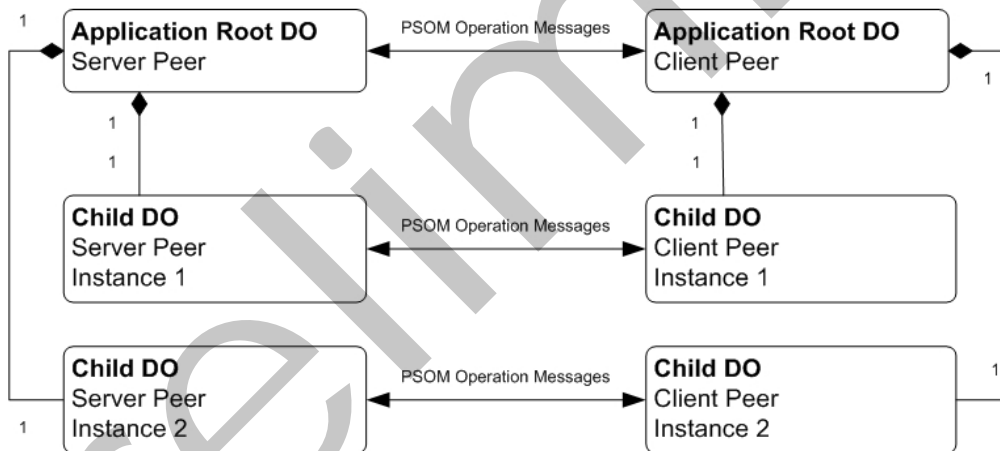 1
Application Root DO
Server Peer
PSOM Operation Messages
Application Root DO
Client Peer
1
1
1
1
1
Child DO
Server Peer
Instance 1
PSOM Operation Messages
Child DO
Client Peer
Instance 1
Child DO
Server Peer
Instance 2
PSOM Operation Messages
Child DO
Client Peer
Instance 2
1
1
elim